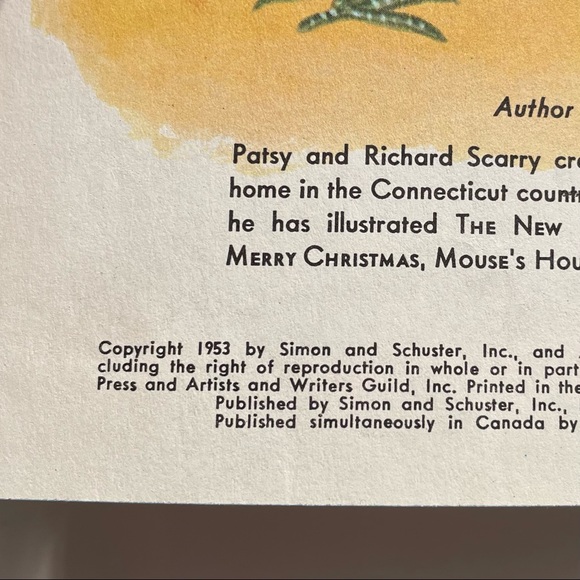 Author
Patsy and Richard Scarry cre
home in the Connecticut count
he has illustrated THE NEW
MERRY CHRISTMAS, MOUSE'S HOU
Copyright 1953 by Simon and Schuster, Inc., and
cluding the right of reproduction in whole or in part
Press and Artists and Writers Guild, Inc. Printed in the
Published by Simon and Schuster, Inc.,
Published simultaneously in Canada by